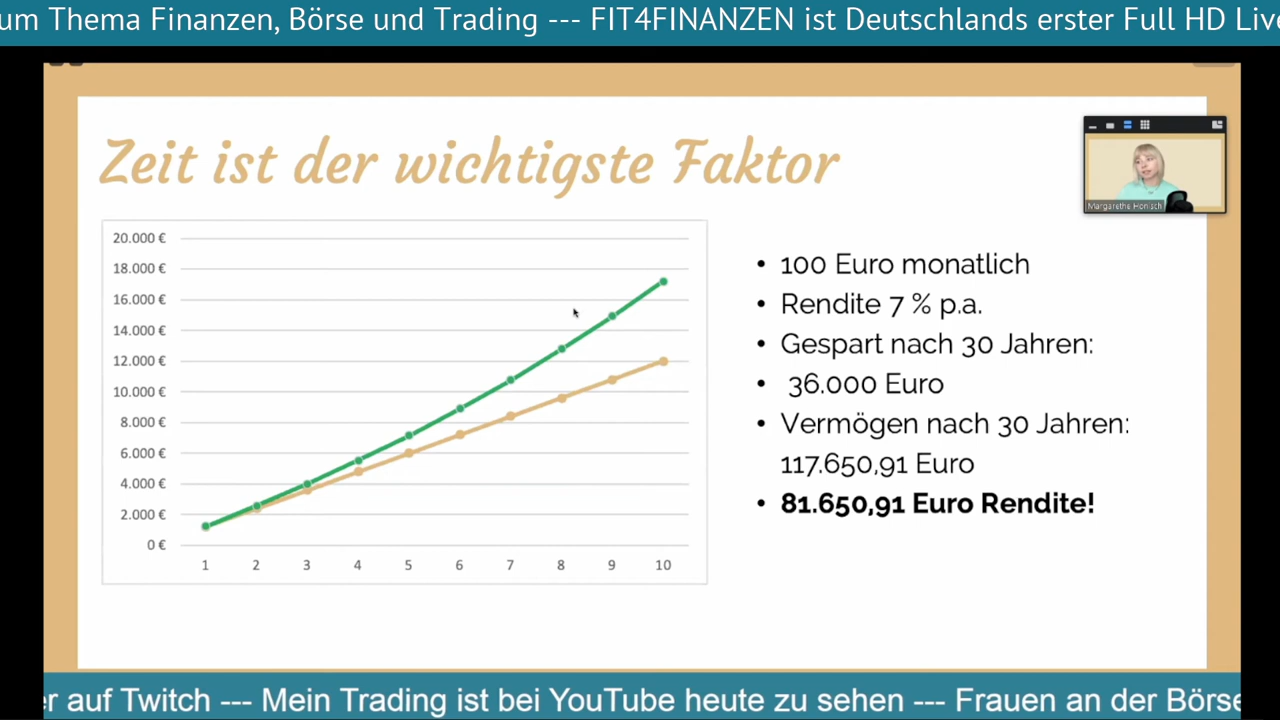 um Thema Finanzen, Börse und Trading --- FIT4FINANZEN ist Deutschlands erster Full HD Live
Zeit ist der wichtigste Faktor
Margarethe Honisch
20.000 €
18.000 €
16.000 €
14.000 €
12.000 €
10.000 €
8.000 €
6.000 €
4.000 €
2.000 €
0 €
1 2 3 4 5 6 7 8 9 10
• 100 Euro monatlich
• Rendite 7 % p.a.
• Gespart nach 30 Jahren:
• 36.000 Euro
• Vermögen nach 30 Jahren:
117.650,91 Euro
• 81.650,91 Euro Rendite!
er auf Twitch --- Mein Trading ist bei YouTube heute zu sehen --- Frauen an der Börse